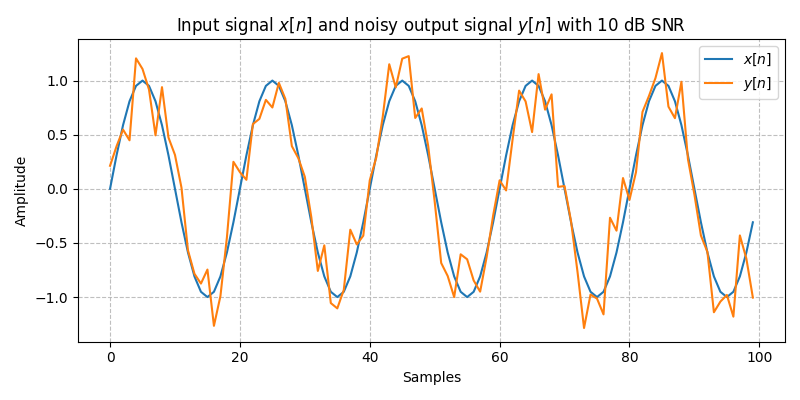 Input signal x[n] and noisy output signal y[n] with 10 dB SNR
x[n]
y[n]
Amplitude
1.0
0.5
0.0
−0.5
−1.0
0 20 40 60 80 100
Samples